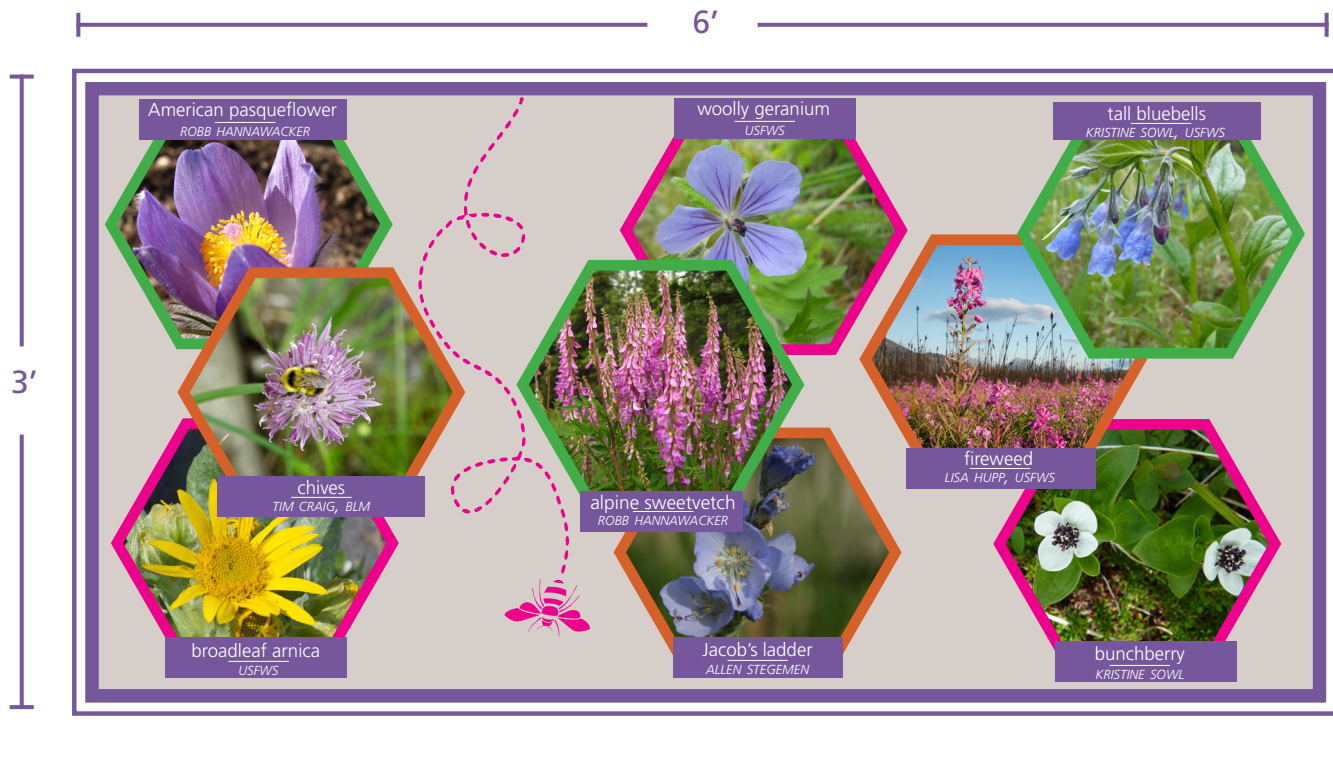 6’
3’
American pasqueflower
ROBB HANNAWACKER
woolly geranium
USFWS
tall bluebells
KRISTINE SOWL, USFWS
chives
TIM CRAIG, BLM
alpine sweetvetch
ROBB HANNAWACKER
fireweed
LISA HUPP, USFWS
broadleaf arnica
USFWS
Jacob’s ladder
ALLEN STEGEMEN
bunchberry
KRISTINE SOWL